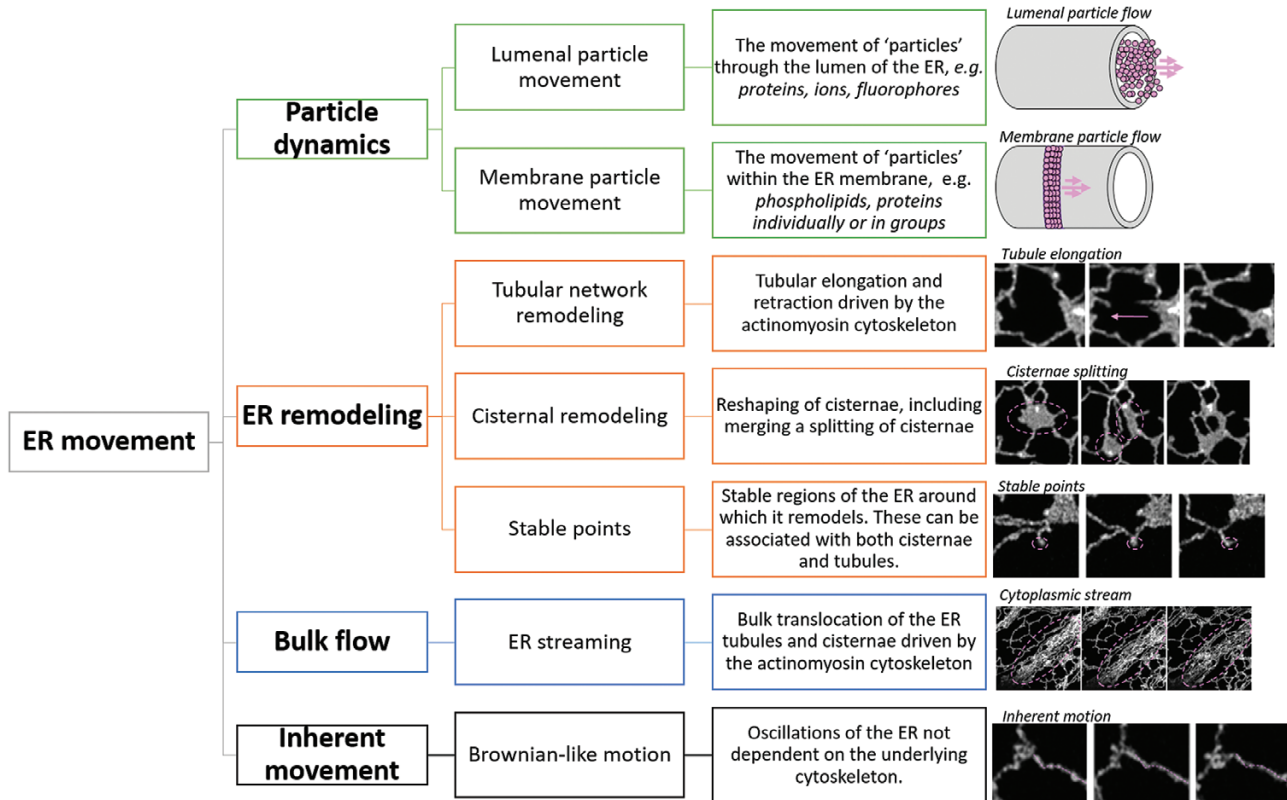 ER movement
Particle
dynamics
Lumenal particle
movement
The movement of ‘particles’
through the lumen of the ER, e.g.
proteins, ions, fluorophores
Lumenal particle flow
Membrane particle
movement
The movement of ‘particles’
within the ER membrane, e.g.
phospholipids, proteins
individually or in groups
Membrane particle flow
ER remodeling
Tubular network
remodeling
Tubular elongation and
retraction driven by the
actinomyosin cytoskeleton
Tubule elongation
Cisternal remodeling
Reshaping of cisternae, including
merging a splitting of cisternae
Cisternae splitting
Stable points
Stable regions of the ER around
which it remodels. These can be
associated with both cisternae
and tubules.
Stable points
Bulk flow
ER streaming
Bulk translocation of the ER
tubules and cisternae driven by
the actinomyosin cytoskeleton
Cytoplasmic stream
Inherent
movement
Brownian-like motion
Oscillations of the ER not
dependent on the underlying
cytoskeleton.
Inherent motion